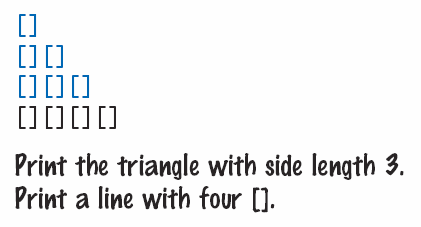 []
[] []
[] [] []
[] [] [] []
Print the triangle with side length 3.
Print a line with four [].